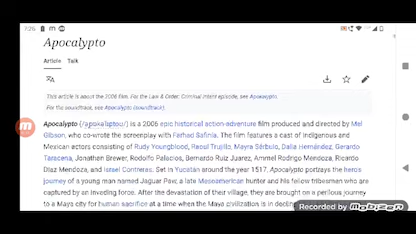 7:26
Apocalypto
Article Talk
This article is about the 2006 film. For the Law & Order: Criminal Intent episode, see Apocalypto.
For the soundtrack, see Apocalypto (soundtrack).
Apocalypto (/əˌpɒkəˈlɪptoʊ/) is a 2006 epic historical action-adventure film produced and directed by Mel
Gibson, who co-wrote the screenplay with Farhad Safinia. The film features a cast of Indigenous and
Mexican actors consisting of Rudy Youngblood, Raoul Trujillo, Mayra Sérbulo, Dalia Hernández, Gerardo
Taracena, Jonathan Brewer, Rodolfo Palacios, Bernardo Ruiz Juarez, Ammel Rodrigo Mendoza, Ricardo
Díaz Mendoza, and Israel Contreras. Set in Yucatán around the year 1517, Apocalypto portrays the heroic
journey of a young man named Jaguar Paw, a late Mesoamerican hunter and his fellow tribesmen who are
captured by an invading force. After the devastation of their village, they are brought on a perilous journey
to a Maya city for human sacrifice at a time when the Maya civilization is in decline
Recorded by Mobizen